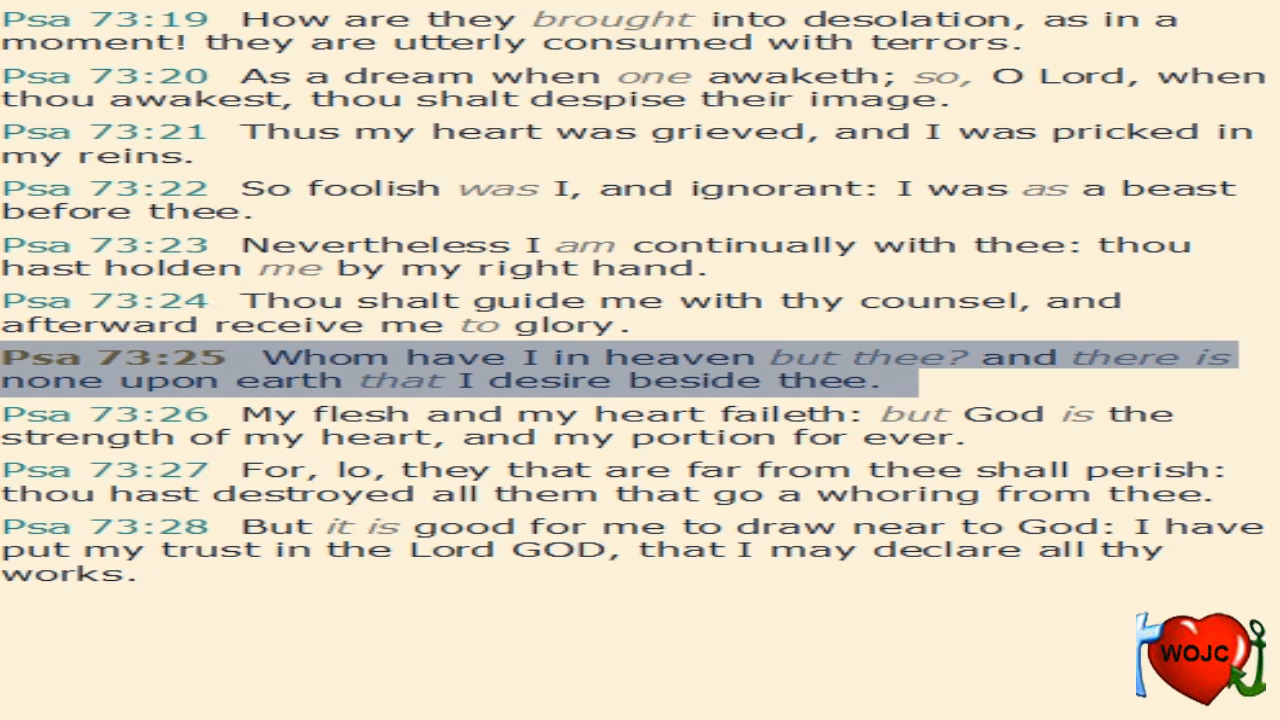 Psa 73:19 How are they brought into desolation, as in a
moment! they are utterly consumed with terrors.
Psa 73:20 As a dream when one awaketh; so, O Lord, when
thou awakest, thou shalt despise their image.
Psa 73:21 Thus my heart was grieved, and I was pricked in
my reins.
Psa 73:22 So foolish was I, and ignorant: I was as a beast
before thee.
Psa 73:23 Nevertheless I am continually with thee: thou
hast holden me by my right hand.
Psa 73:24 Thou shalt guide me with thy counsel, and
afterward receive me to glory.
Psa 73:25 Whom have I in heaven but thee? and there is
none upon earth that I desire beside thee.
Psa 73:26 My flesh and my heart faileth: but God is the
strength of my heart, and my portion for ever.
Psa 73:27 For, lo, they that are far from thee shall perish:
thou hast destroyed all them that go a whoring from thee.
Psa 73:28 But it is good for me to draw near to God: I have
put my trust in the Lord GOD, that I may declare all thy
works.
WOJC